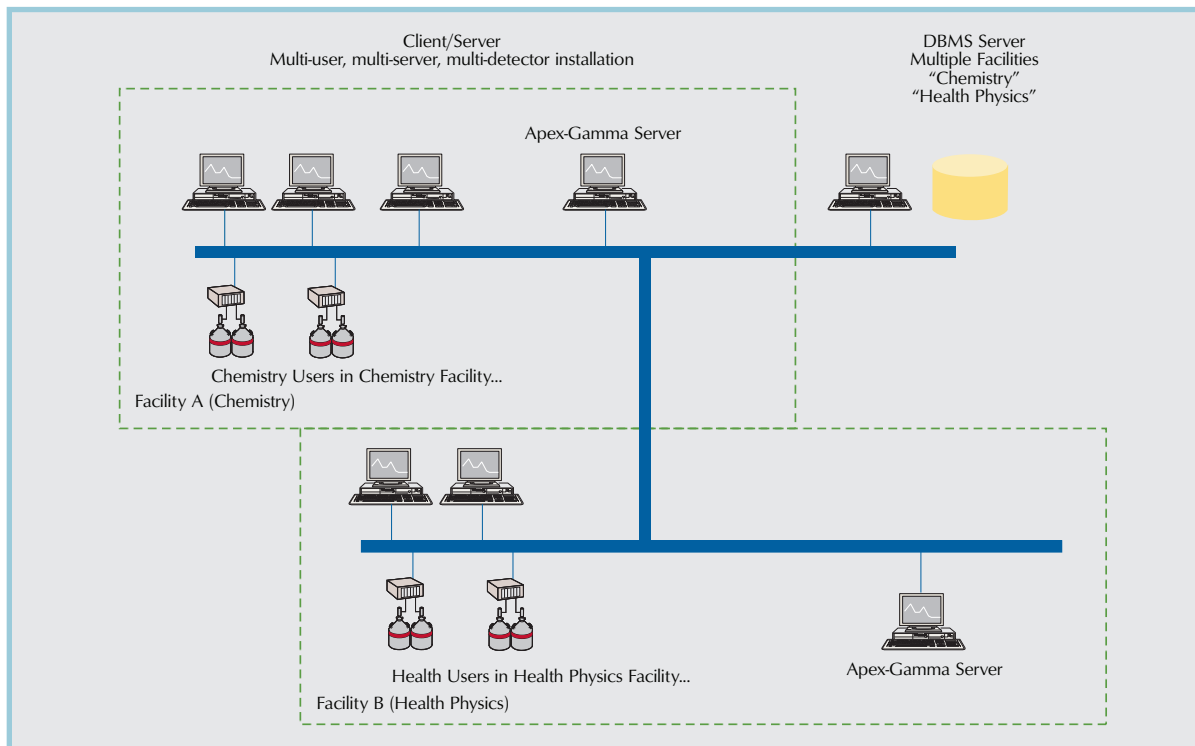 Client/Server
Multi-user, multi-server, multi-detector installation
DBMS Server
Multiple Facilities
“Chemistry”
“Health Physics”
Apex-Gamma Server
Chemistry Users in Chemistry Facility...
Facility A (Chemistry)
Health Users in Health Physics Facility...
Facility B (Health Physics)
Apex-Gamma Server